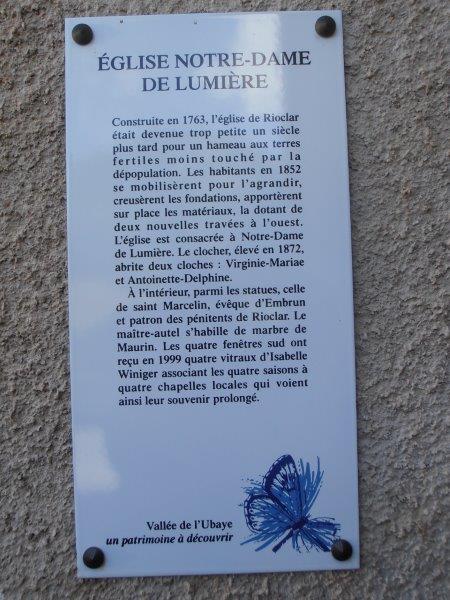 ÉGLISE NOTRE-DAME
DE LUMIÈRE
Construite en 1763, l'église de Rioclar
était devenue trop petite un siècle
plus tard pour un hameau aux terres
fertiles moins touché par la
dépopulation. Les habitants en 1852
se mobilisèrent pour l'agrandir,
creusèrent les fondations, apportèrent
sur place les matériaux, la dotant de
deux nouvelles travées à l'ouest.
L'église est consacrée à Notre-Dame
de Lumière. Le clocher, élevé en 1872,
abrite deux cloches : Virginie-Mariae
et Antoinette-Delphine.
À l'intérieur, parmi les statues, celle
de saint Marcelin, évêque d'Embrun
et patron des pénitents de Rioclar. Le
maître-autel s'habille de marbre de
Maurin. Les quatre fenêtres sud ont
reçu en 1999 quatre vitraux d'Isabelle
Winiger associant les quatre saisons à
quatre chapelles locales qui voient
ainsi leur souvenir prolongé.
Vallée de l'Ubaye
un patrimoine à découvrir